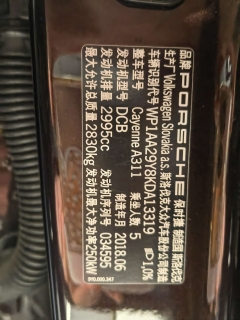 品牌 PORSCHE 保时捷 制造国 斯洛伐克
生产厂 Volkswagen Slovakia a.s. 斯洛伐克大众汽车股份公司制造
车辆识别代号 WP1AA29Y8KDA13319
整车型号 Cayenne A311 乘坐人数 5
发动机型号 DCB 制造年月 2018.06
发动机排量 2995cc 发动机序列号 034595
最大允许总质量 2830kg 发动机最大净功率 250kW